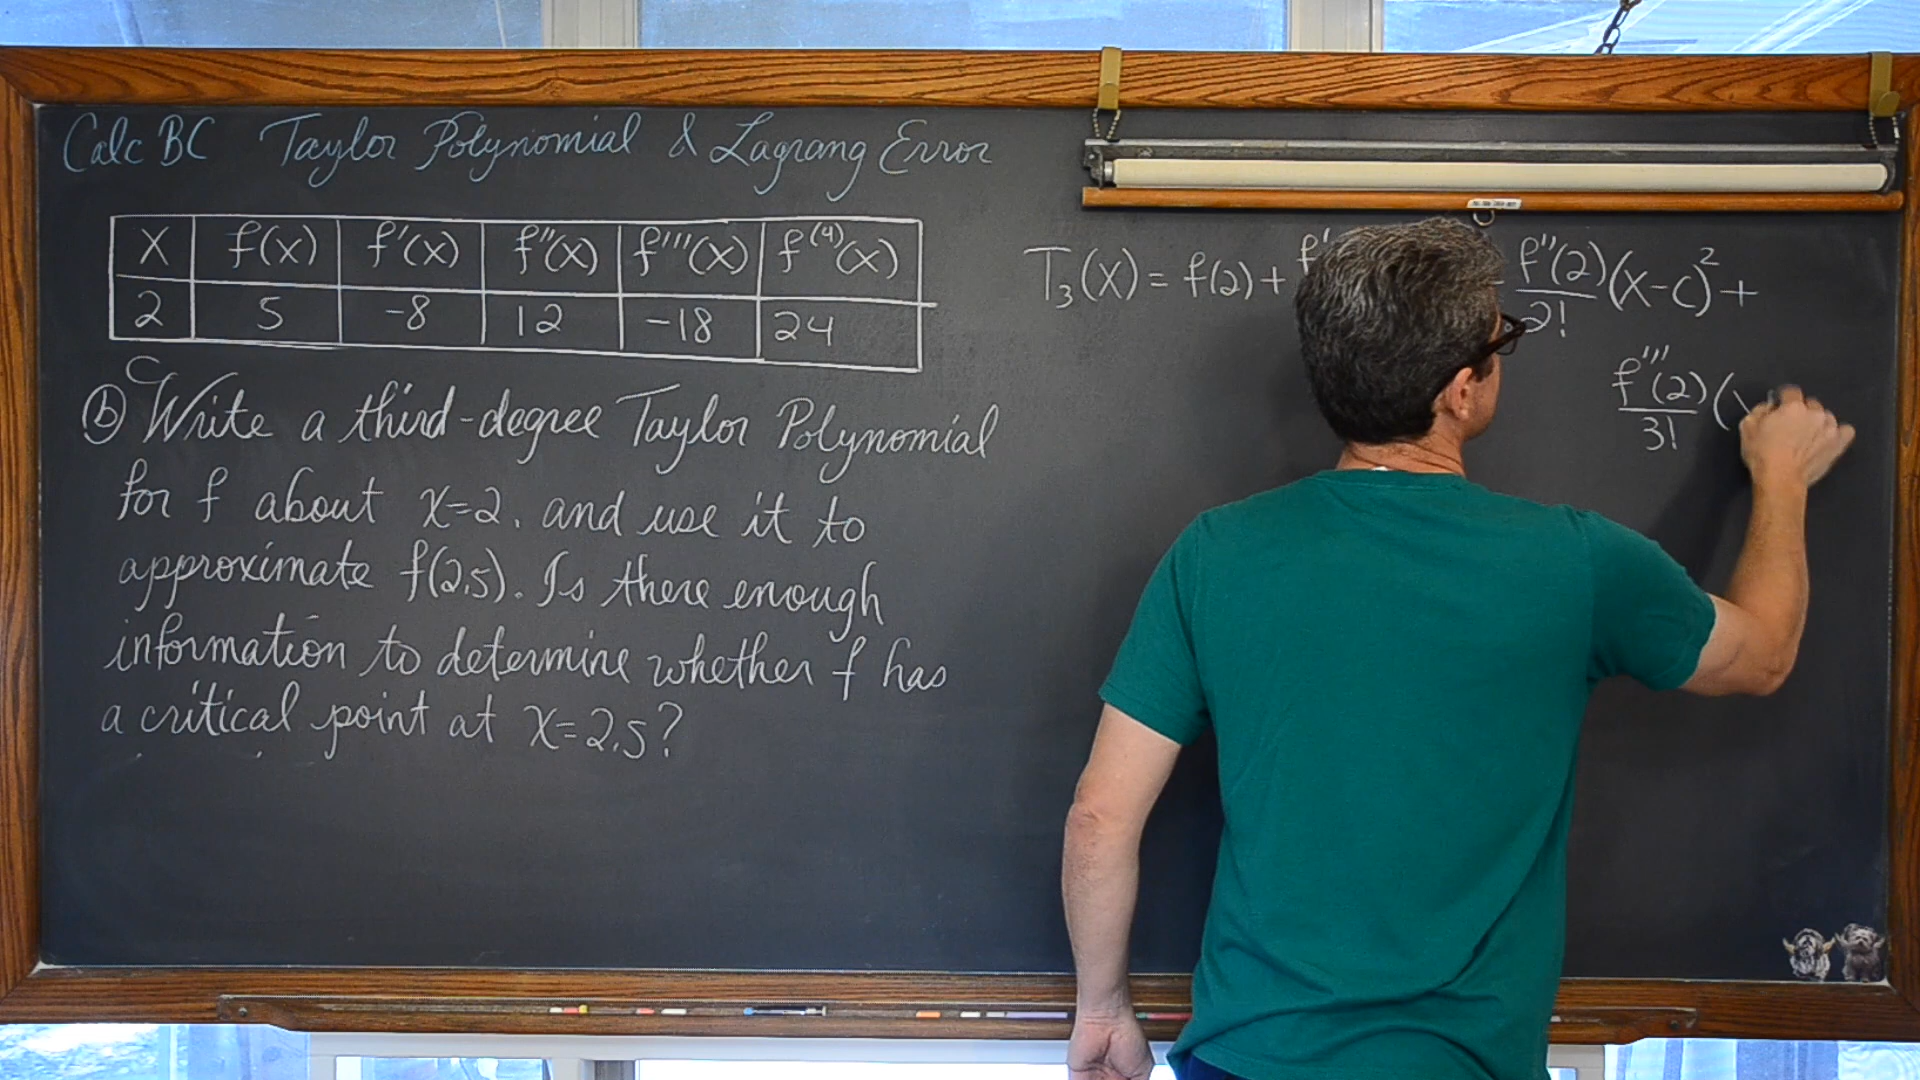 Calc BC Taylor Polynomial & Lagrang Error
X f(x) f'(x) f''(x) f'''(x) f⁽⁴⁾(x)
2 5 -8 12 -18 24
C
ⓑ Write a third-degree Taylor Polynomial
for f about x=2, and use it to
approximate f(2.5). Is there enough
information to determine whether f has
a critical point at x=2.5?
T₃(x) = f(2) + f' f''(2)/2! (x-c)² +
f'''(2)/3! (x